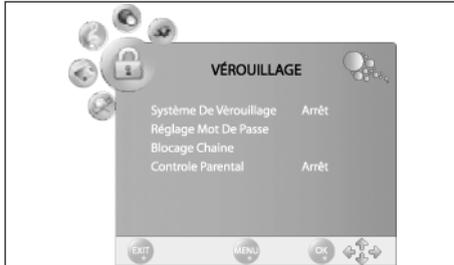 VÉROUILLAGE
Système De Vèrouillage Arrêt
Réglage Mot De Passe
Blocage Chaine
Controle Parental Arrêt
EXIT MENU OK